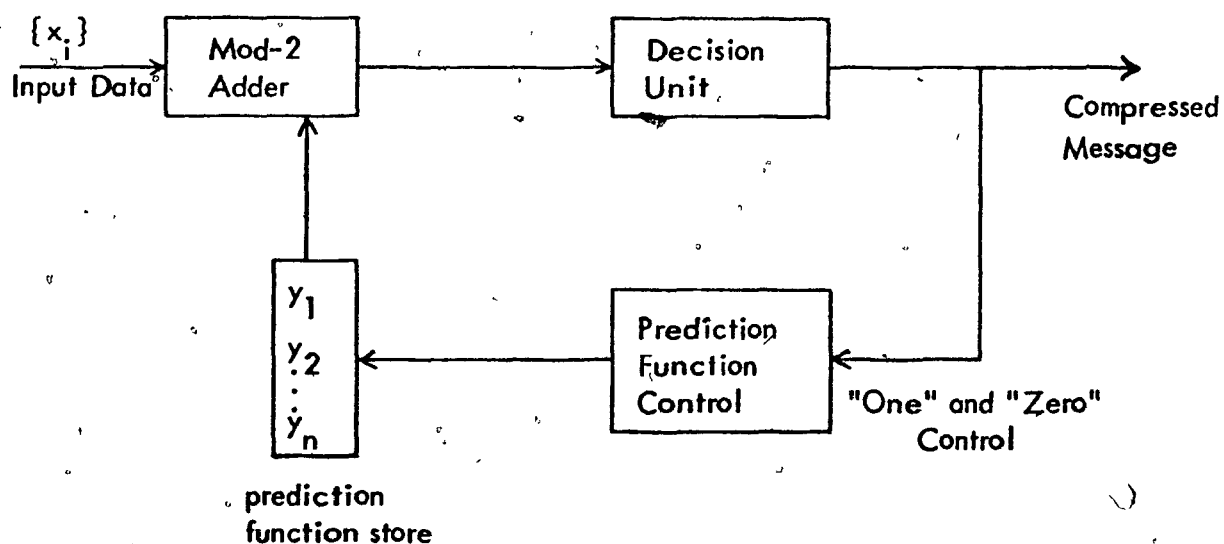 {x_i}
Input Data
Mod-2
Adder
Decision
Unit
Compressed
Message
y_1
y_2
.
.
.
y_n
Prediction
Function
Control
"One" and "Zero"
Control
prediction
function store